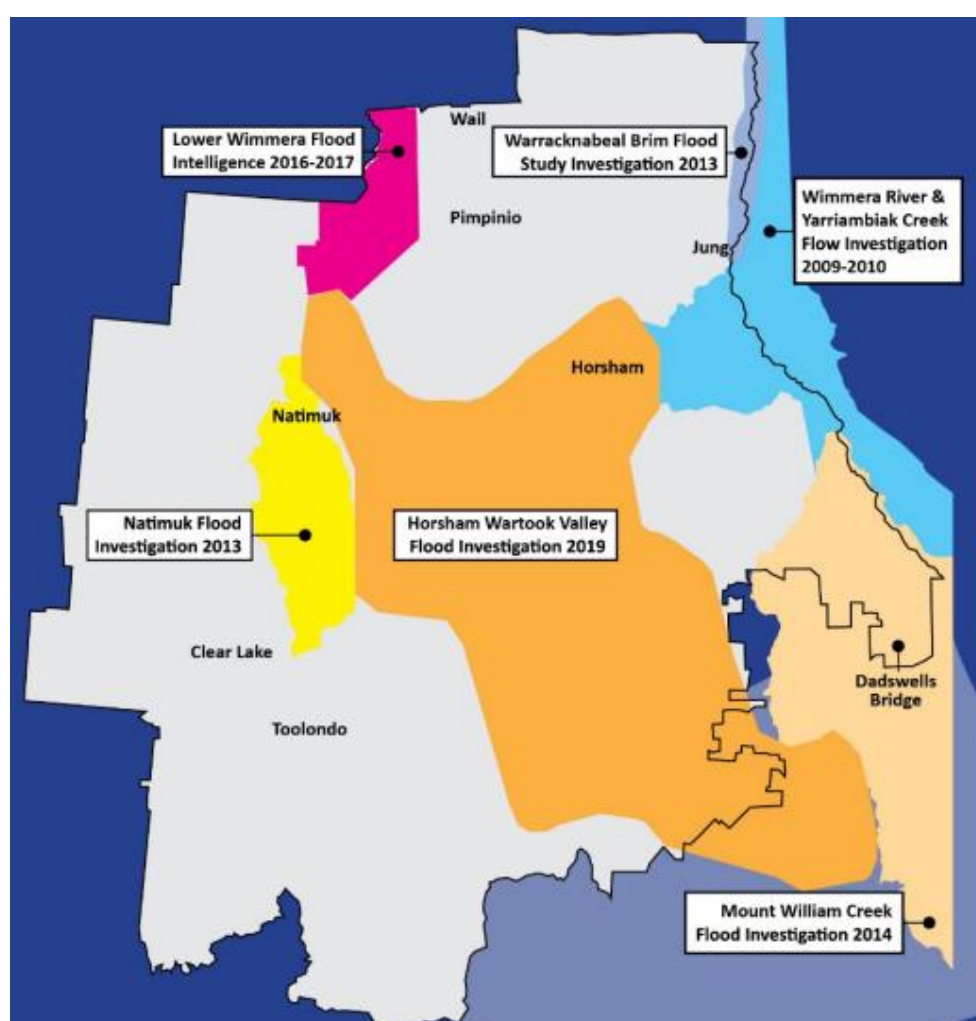 Wail
Lower Wimmera Flood
Intelligence 2016-2017
Warracknabeal Brim Flood
Study Investigation 2013
Wimmera River &
Yarriambiak Creek
Flow Investigation
2009-2010
Pimpinio
Jung
Horsham
Natimuk
Natimuk Flood
Investigation 2013
Horsham Wartook Valley
Flood Investigation 2019
Clear Lake
Dadswells
Bridge
Toolondo
Mount William Creek
Flood Investigation 2014